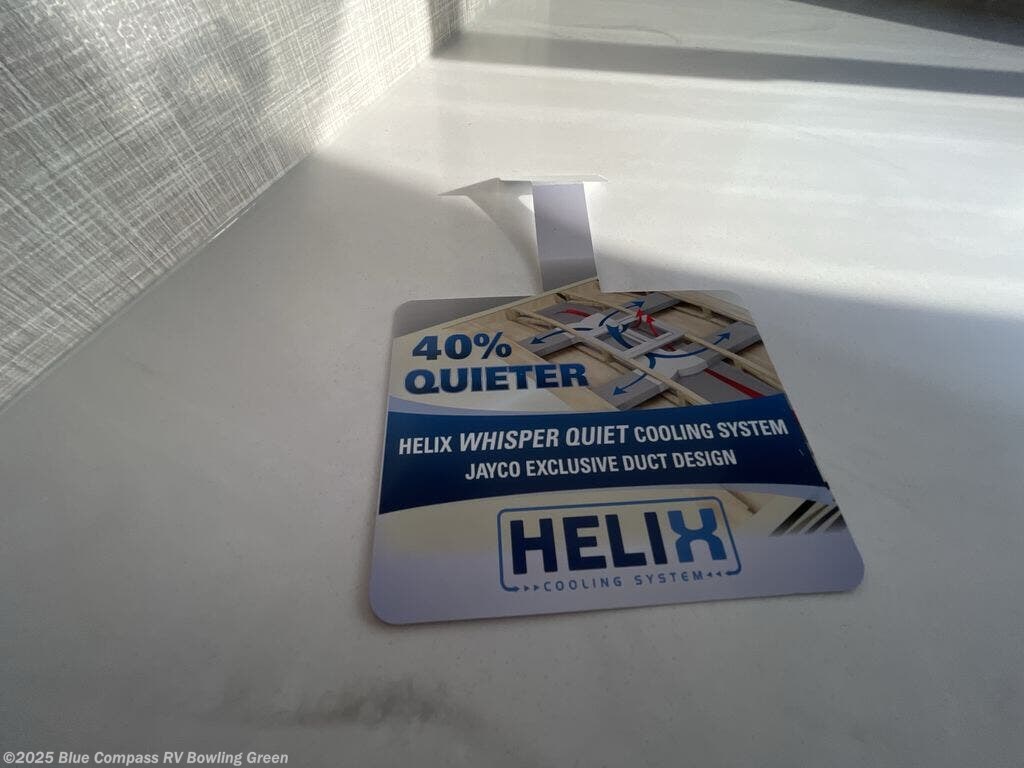 40%
QUIETER
HELIX WHISPER QUIET COOLING SYSTEM
JAYCO EXCLUSIVE DUCT DESIGN
HELIX
COOLING SYSTEM
©2025 Blue Compass RV Bowling Green